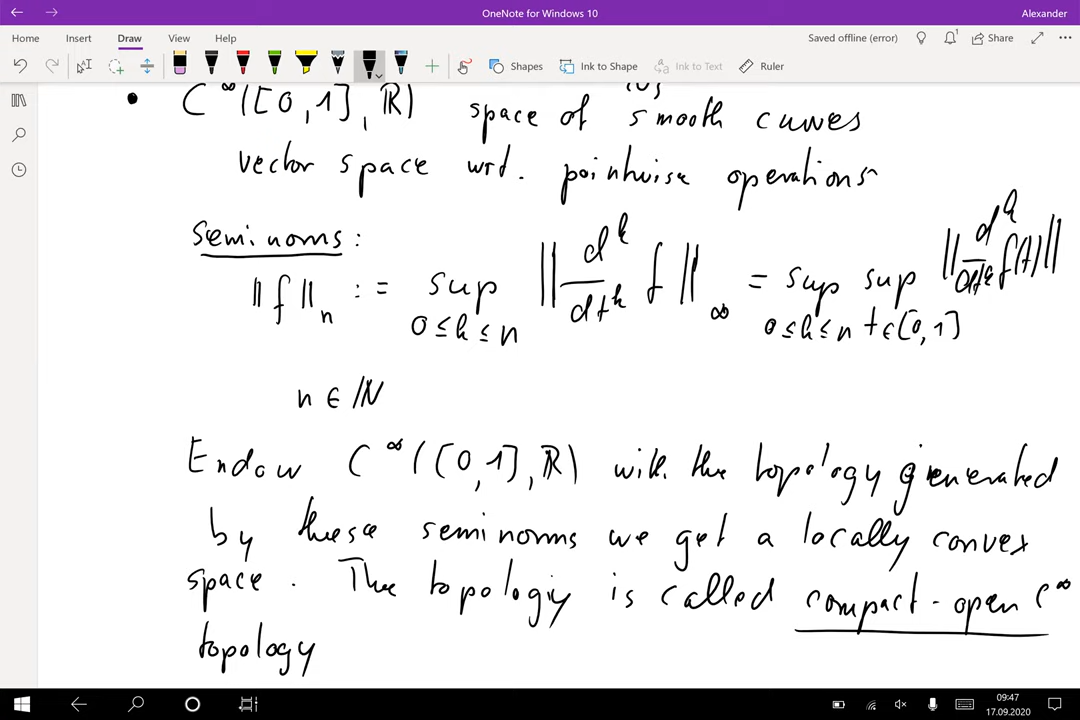 OneNote for Windows 10
Alexander
Home Insert Draw View Help
Saved offline (error) Share
Shapes Ink to Shape Ink to Text Ruler
• C^∞([0,1], ℝ) space of smooth curves
vector space wrt. pointwise operations
Seminoms:
‖f‖_n := sup_{0≤k≤n} ‖d^k/dt^k f‖_∞ = sup_{0≤k≤n} sup_{t∈[0,1]} ‖d^k/dt^k f(t)‖
n ∈ ℕ
Endow C^∞([0,1], ℝ) with the topology generated
by these seminorms we get a locally convex
space. The topology is called compact-open C^∞
topology
09:47
17.09.2020